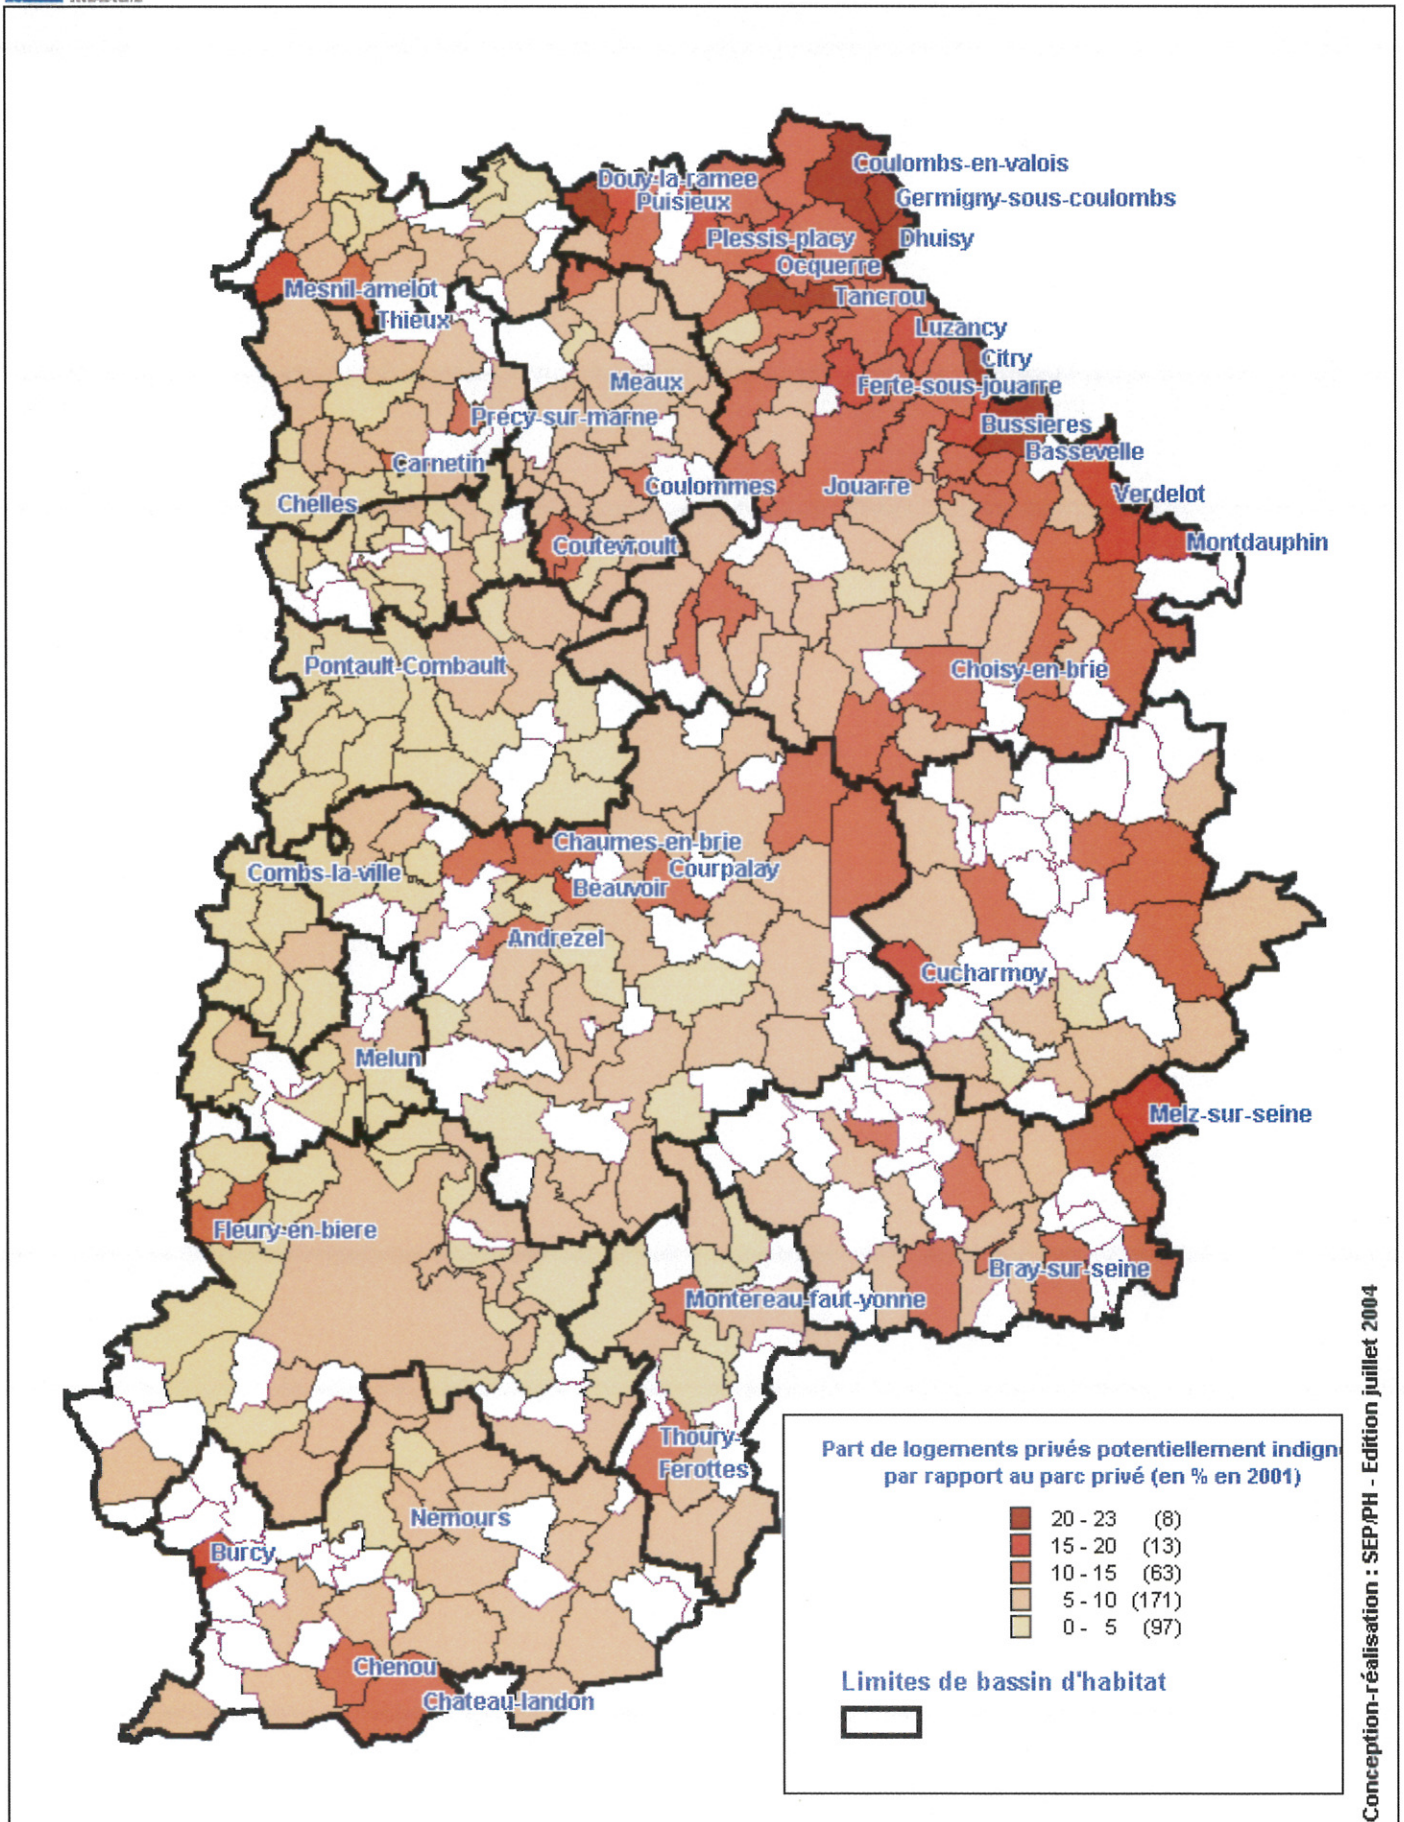 Coulombs-en-valois
Douy-la-ramee
Germigny-sous-coulombs
Puisieux
Plessis-placy
Dhuisy
Ocquerre
Mesnil-amelot
Tancrou
Thieux
Luzancy
Citry
Meaux
Ferte-sous-jouarre
Precy-sur-marne
Bussieres
Bassevelle
Carnetin
Coulommes
Jouarre
Verdelot
Chelles
Coutevroult
Montdauphin
Pontault-Combault
Choisy-en-brie
Chaumes-en-brie
Courpalay
Combs-la-ville
Beauvoir
Andrezel
Cucharmoy
Melun
Melz-sur-seine
Fleury-en-biere
Bray-sur-seine
Montereau-faut-yonne
Thoury-
Ferottes
Nemours
Burcy
Chenou
Chateau-landon
Part de logements privés potentiellement indign
par rapport au parc privé (en % en 2001)
20 - 23 (8)
15 - 20 (13)
10 - 15 (63)
5 - 10 (171)
0 - 5 (97)
Limites de bassin d'habitat
Conception-réalisation : SEP/PH - Edition juillet 2004